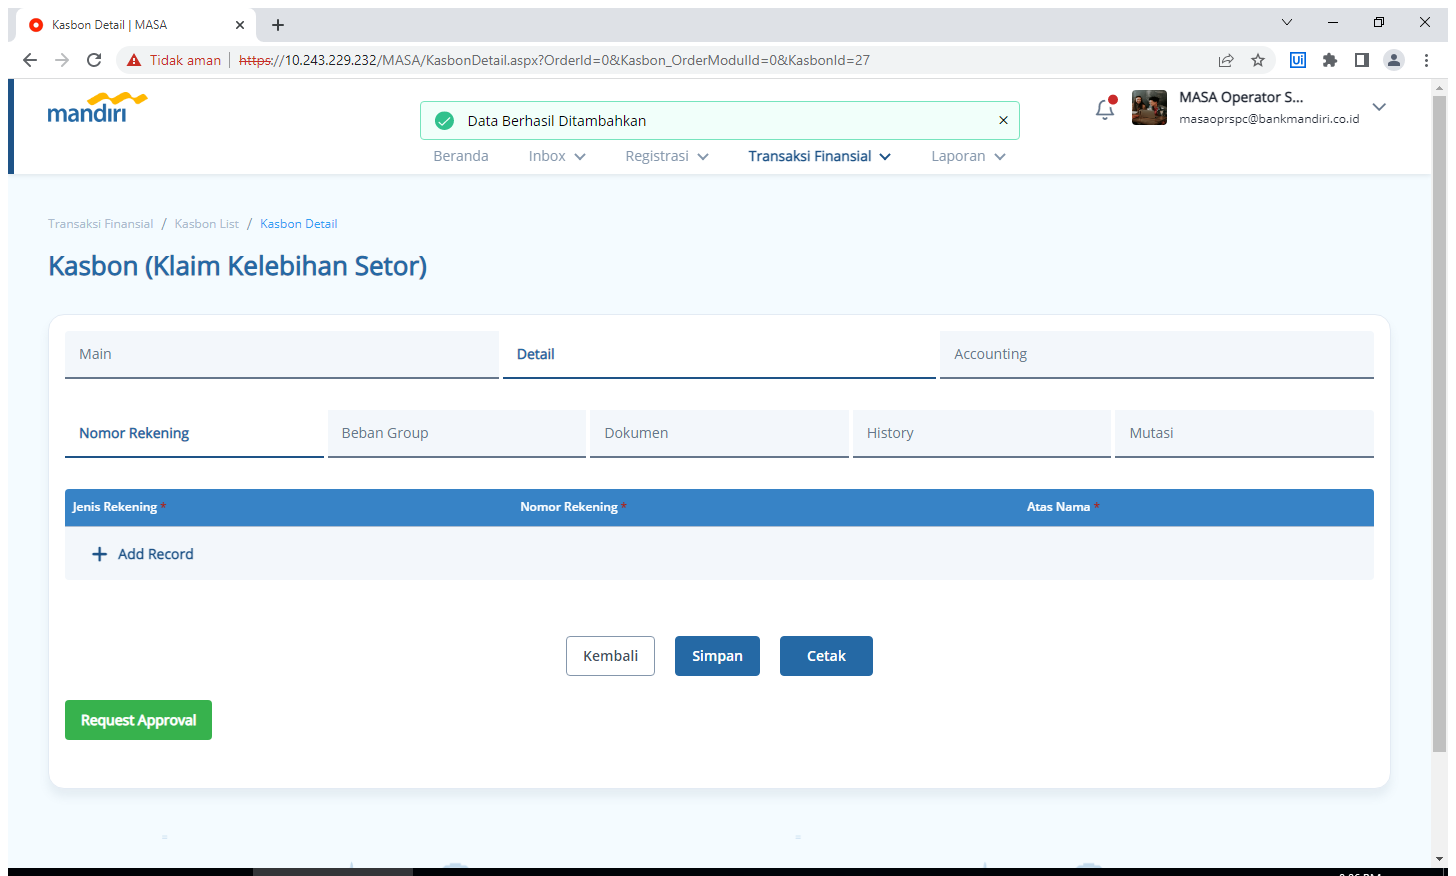 Kasbon Detail | MASA
Tidak aman | https://10.243.229.232/MASA/KasbonDetail.aspx?OrderId=0&Kasbon_OrderModulId=0&KasbonId=27
Ui
mandiri
Data Berhasil Ditambahkan
MASA Operator S...
masaoprspc@bankmandiri.co.id
Beranda Inbox Registrasi Transaksi Finansial Laporan
Transaksi Finansial / Kasbon List / Kasbon Detail
Kasbon (Klaim Kelebihan Setor)
Main Detail Accounting
Nomor Rekening Beban Group Dokumen History Mutasi
Jenis Rekening * Nomor Rekening * Atas Nama *
+ Add Record
Kembali Simpan Cetak
Request Approval